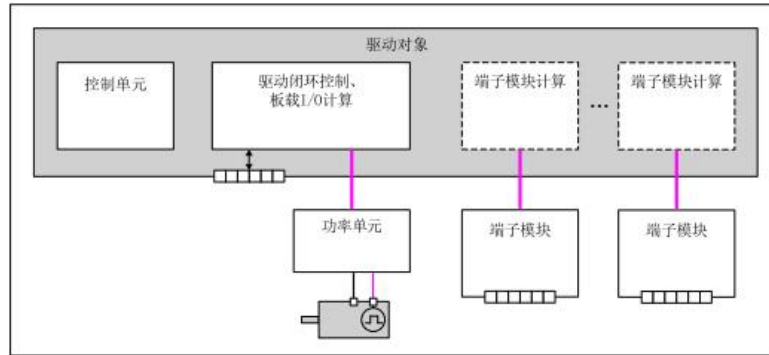 驱动对象
控制单元
驱动闭环控制、
板载I/O计算
端子模块计算
...
端子模块计算
功率单元
端子模块
端子模块